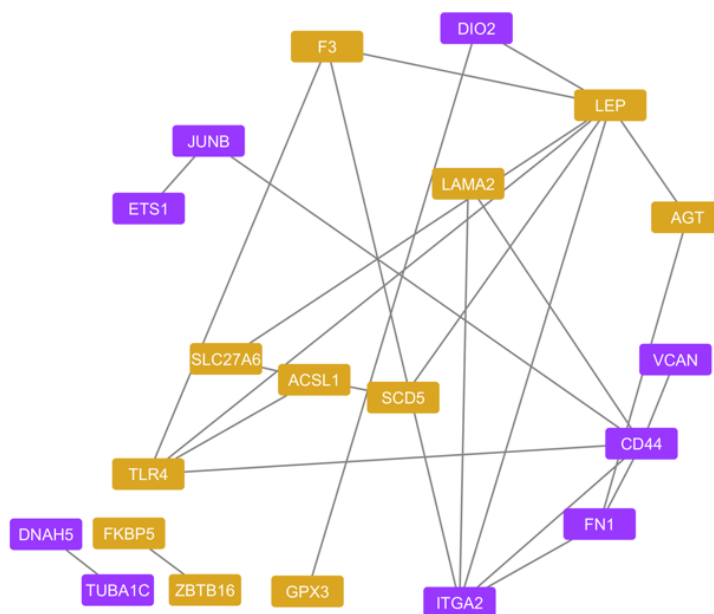 DIO2
F3
LEP
JUNB
LAMA2
ETS1
AGT
SLC27A6
VCAN
ACSL1
SCD5
CD44
TLR4
FN1
DNAH5
FKBP5
TUBA1C
ZBTB16
GPX3
ITGA2